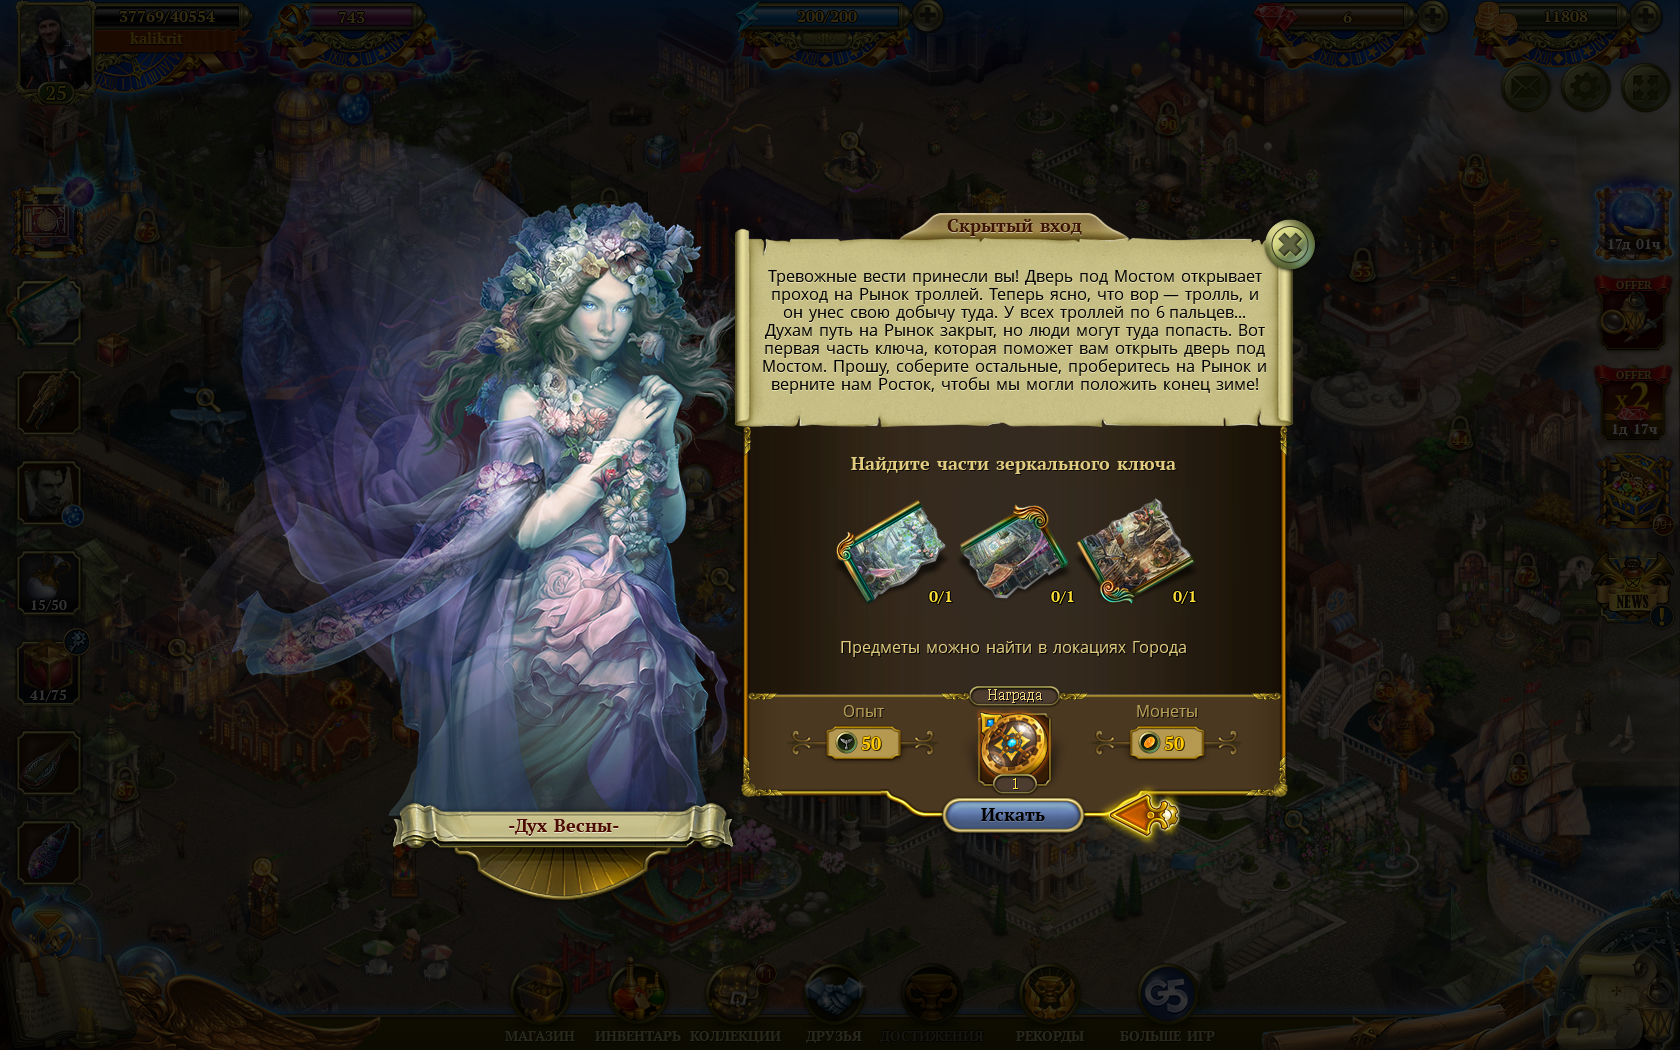 37769/40554
743
200/200
6
11808
kalikrit
25
90
78
17д 01ч
Скрытый вход
Тревожные вести принесли вы! Дверь под Мостом открывает
проход на Рынок троллей. Теперь ясно, что вор — тролль, и
он унес свою добычу туда. У всех троллей по 6 пальцев...
Духам путь на Рынок закрыт, но люди могут туда попасть. Вот
первая часть ключа, которая поможет вам открыть дверь под
Мостом. Прошу, соберите остальные, проберитесь на Рынок и
верните нам Росток, чтобы мы могли положить конец зиме!
OFFER
OFFER
x2
1д 17ч
44
Найдите части зеркального ключа
0/1
0/1
0/1
15/50
NEWS
Предметы можно найти в локациях Города
41/75
Награда
Опыт
Монеты
50
50
1
Искать
65
87
-Дух Весны-
G5
МАГАЗИН
ИНВЕНТАРЬ
КОЛЛЕКЦИИ
ДРУЗЬЯ
ДОСТИЖЕНИЯ
РЕКОРДЫ
БОЛЬШЕ ИГР